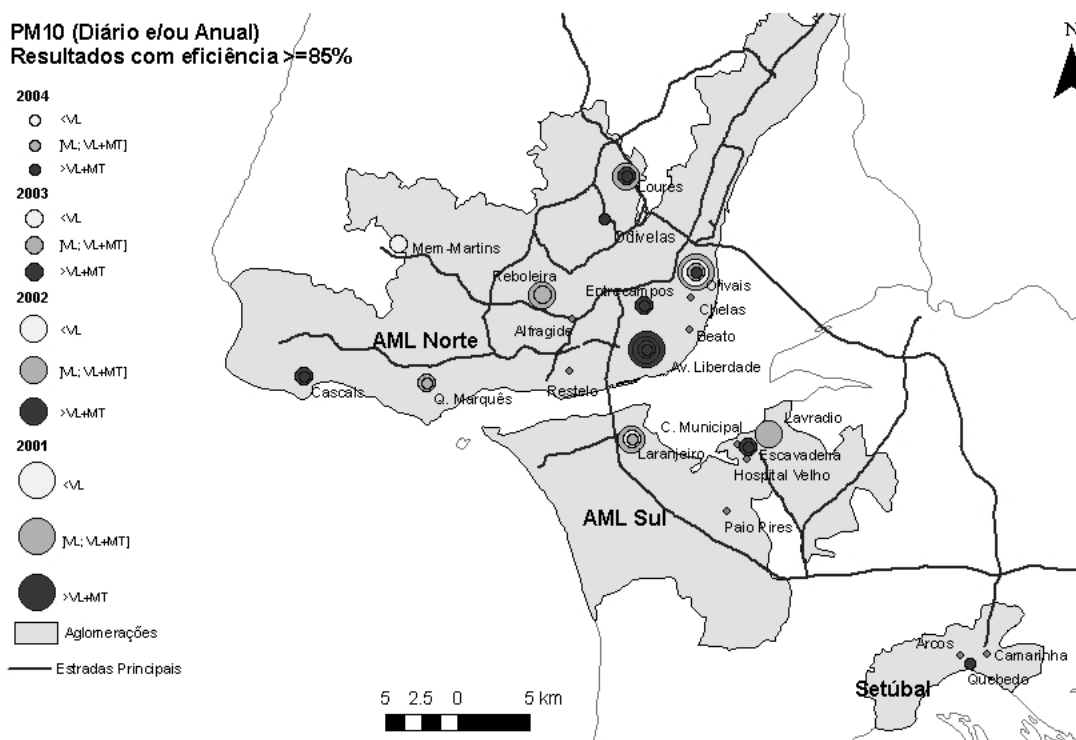 PM10 (Diário e/ou Anual)
Resultados com eficiência >=85%
N
2004
<VL
]VL; VL+MT]
>VL+MT
2003
<VL
]VL; VL+MT]
>VL+MT
2002
<VL
]VL; VL+MT]
>VL+MT
2001
<VL
]VL; VL+MT]
>VL+MT
Aglomerações
Estradas Principais
Loures
Odivelas
Mem-Martins
Reboleira
Entrecampos
Olivais
Chelas
Alfragide
Beato
AML Norte
Av. Liberdade
Cascais
Q. Marquês
Restelo
C. Municipal
Lavradio
Laranjeiro
Escavadeira
Hospital Velho
AML Sul
Paio Pires
Arcos
Camarinha
Quebedo
Setúbal
5 2.5 0 5 km